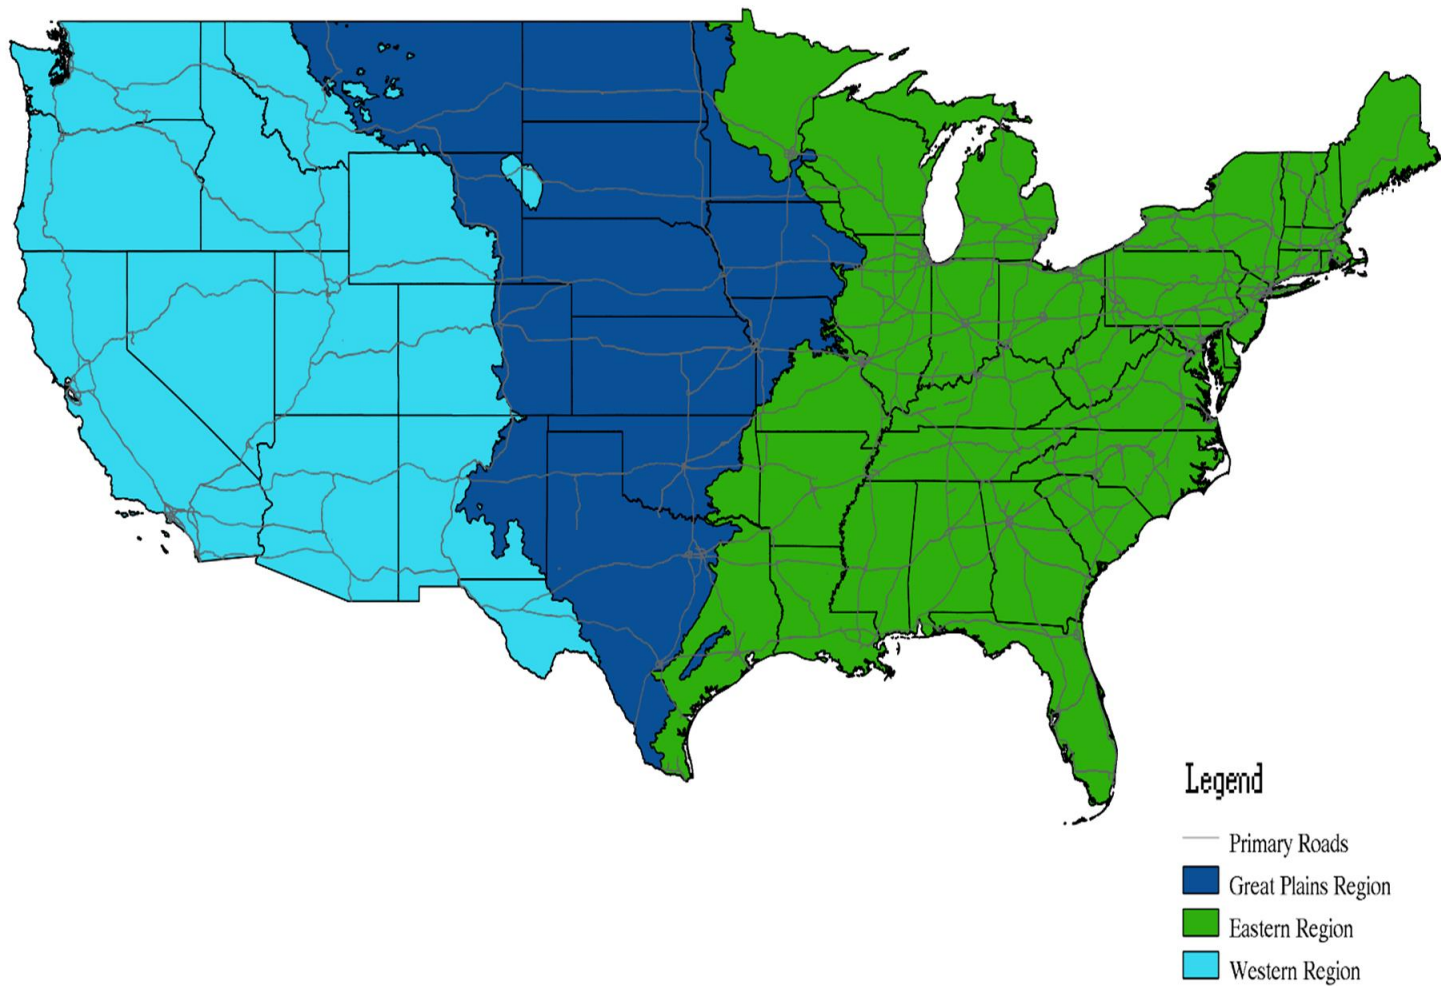 Legend
Primary Roads
Great Plains Region
Eastern Region
Western Region